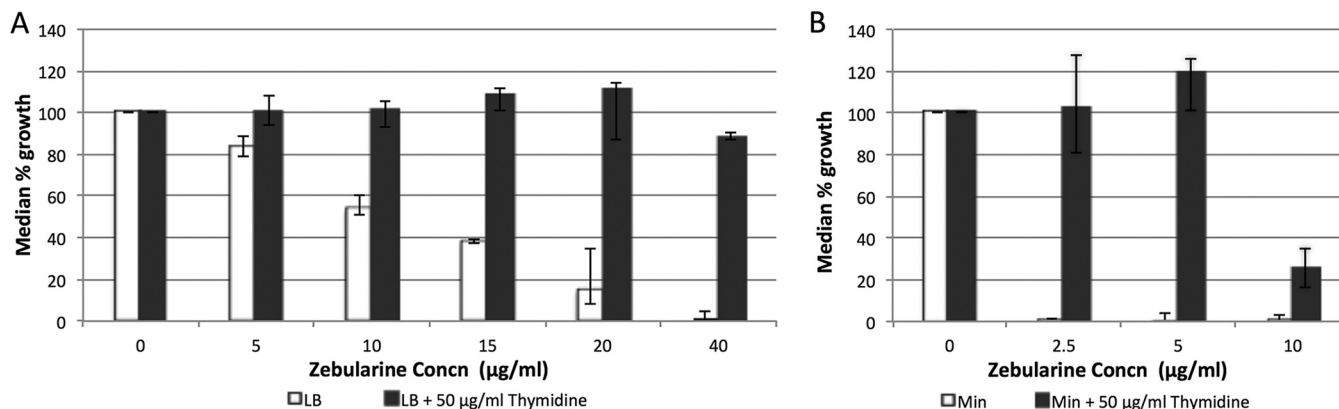 A
Median % growth
140
120
100
80
60
40
20
0
0 5 10 15 20 40
Zebularine Concn (µg/ml)
LB LB + 50 µg/ml Thymidine
B
Median % growth
140
120
100
80
60
40
20
0
0 2.5 5 10
Zebularine Concn (µg/ml)
Min Min + 50 µg/ml Thymidine